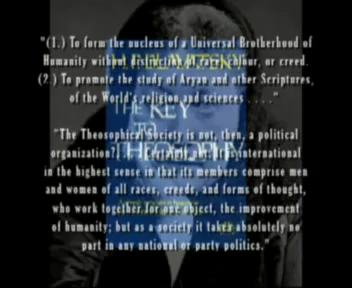 "(1.) To form the nucleus of a Universal Brotherhood of
Humanity without distinction of race, colour, or creed.
(2.) To promote the study of Aryan and other Scriptures,
of the World's religion and sciences . . . ."
THE KEY
TO
THEOSOPHY
"The Theosophical Society is not, then, a political
organization? . . . Certainly not. It is international
in the highest sense in that its members comprise men
and women of all races, creeds, and forms of thought,
who work together for one object, the improvement
of humanity; but as a society it takes absolutely no
part in any national or party politics."